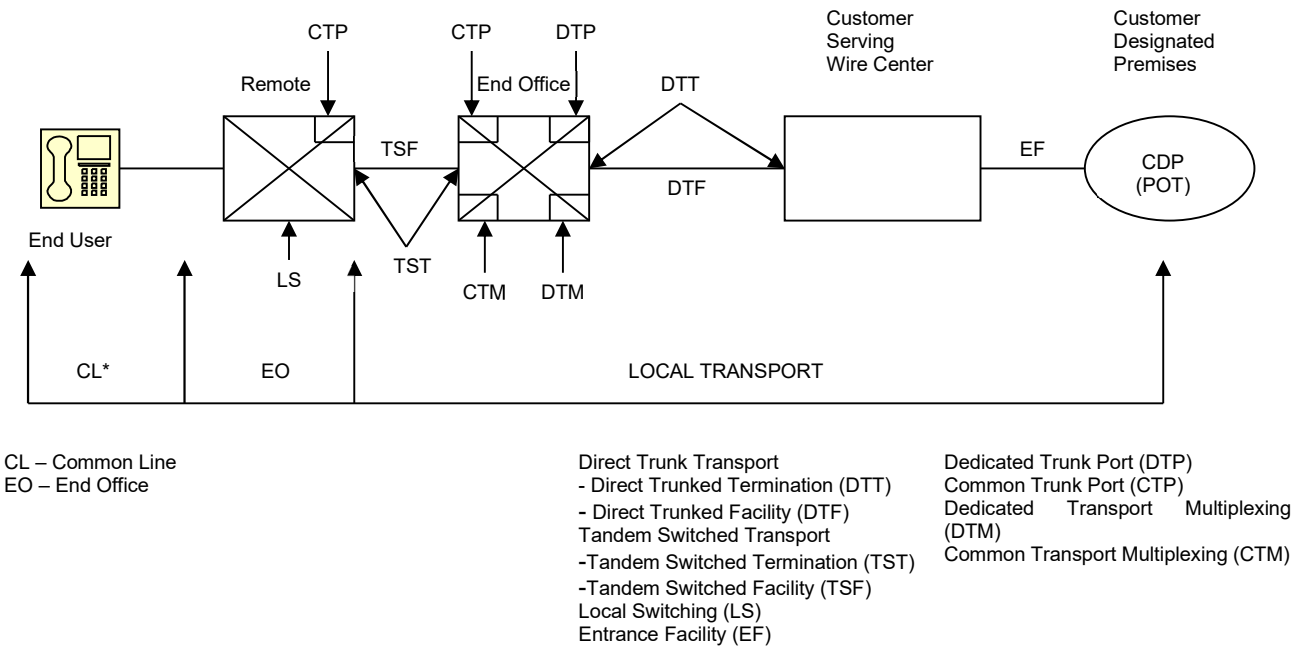 Customer
Serving
Wire Center
Customer
Designated
Premises
CTP
CTP
DTP
Remote
End Office
DTT
TSF
DTF
EF
CDP
(POT)
End User
LS
TST
CTM
DTM
CL*
EO
LOCAL TRANSPORT
CL – Common Line
EO – End Office
Direct Trunk Transport
- Direct Trunked Termination (DTT)
- Direct Trunked Facility (DTF)
Tandem Switched Transport
-Tandem Switched Termination (TST)
-Tandem Switched Facility (TSF)
Local Switching (LS)
Entrance Facility (EF)
Dedicated Trunk Port (DTP)
Common Trunk Port (CTP)
Dedicated Transport Multiplexing
(DTM)
Common Transport Multiplexing (CTM)